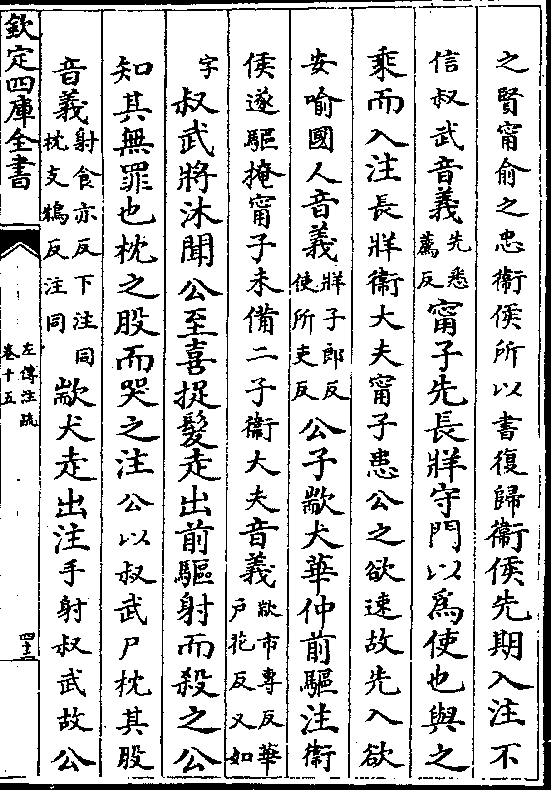 之賢甯俞之忠衛侯所以書復歸衛侯先期入注不
信叔武音義先悉薦反甯子先長牂守門以為使也與之
乘而入注長牂衛大夫甯子患公之欲速故先入欲
安喻國人音義牂子郎反使所吏反公子歂犬華仲前驅注衛
侯遂驅掩甯子未備二子衛大夫音義歂市專反華戶花反又如
字叔武將沐聞公至喜捉髮走出前驅射而殺之公
知其無罪也枕之股而哭之注公以叔武尸枕其股
音義射食亦反下注同枕支鴆反注同歂犬走出注手射叔武故公
欽定四庫全書
左傳注疏
卷十五
四十三